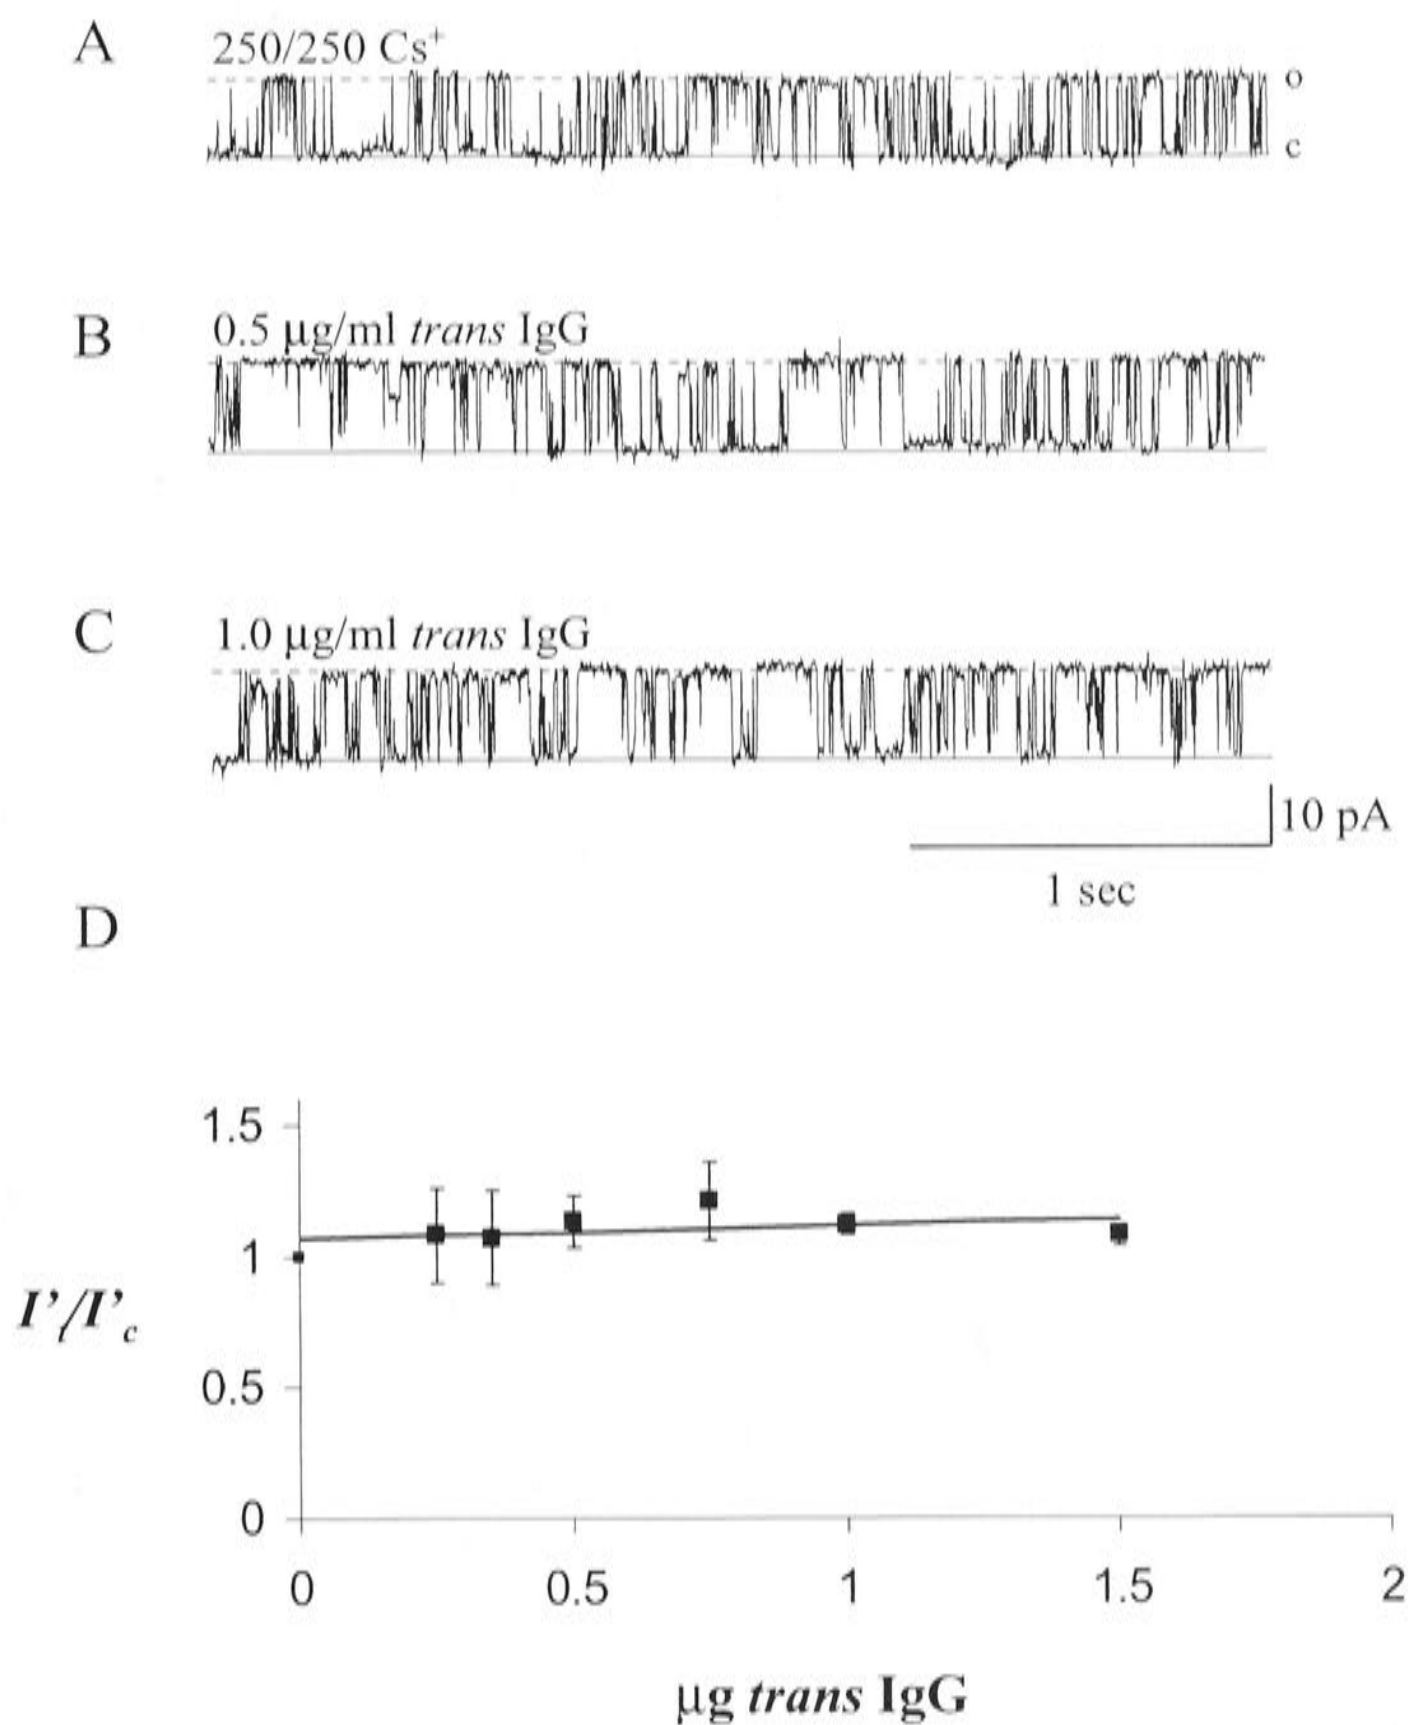 A
250/250 Cs⁺
o
c
B
0.5 µg/ml trans IgG
C
1.0 µg/ml trans IgG
10 pA
1 sec
D
1.5
1
0.5
0
I'ₜ/I'c
0 0.5 1 1.5 2
µg trans IgG